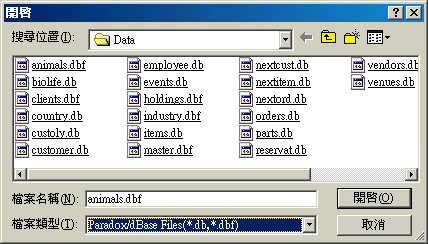 開啓
搜尋位置(I): Data
animals.dbf employee.db nextcust.db vendors.db
biolife.db events.db nextitem.db venues.db
clients.dbf holdings.dbf nextord.db
country.db industry.dbf orders.db
custoly.db items.db parts.db
customer.db master.dbf reservat.db
檔案名稱(N): animals.dbf 開啓(O)
檔案類型(T): Paradox/dBase Files(*.db,*.dbf) 取消